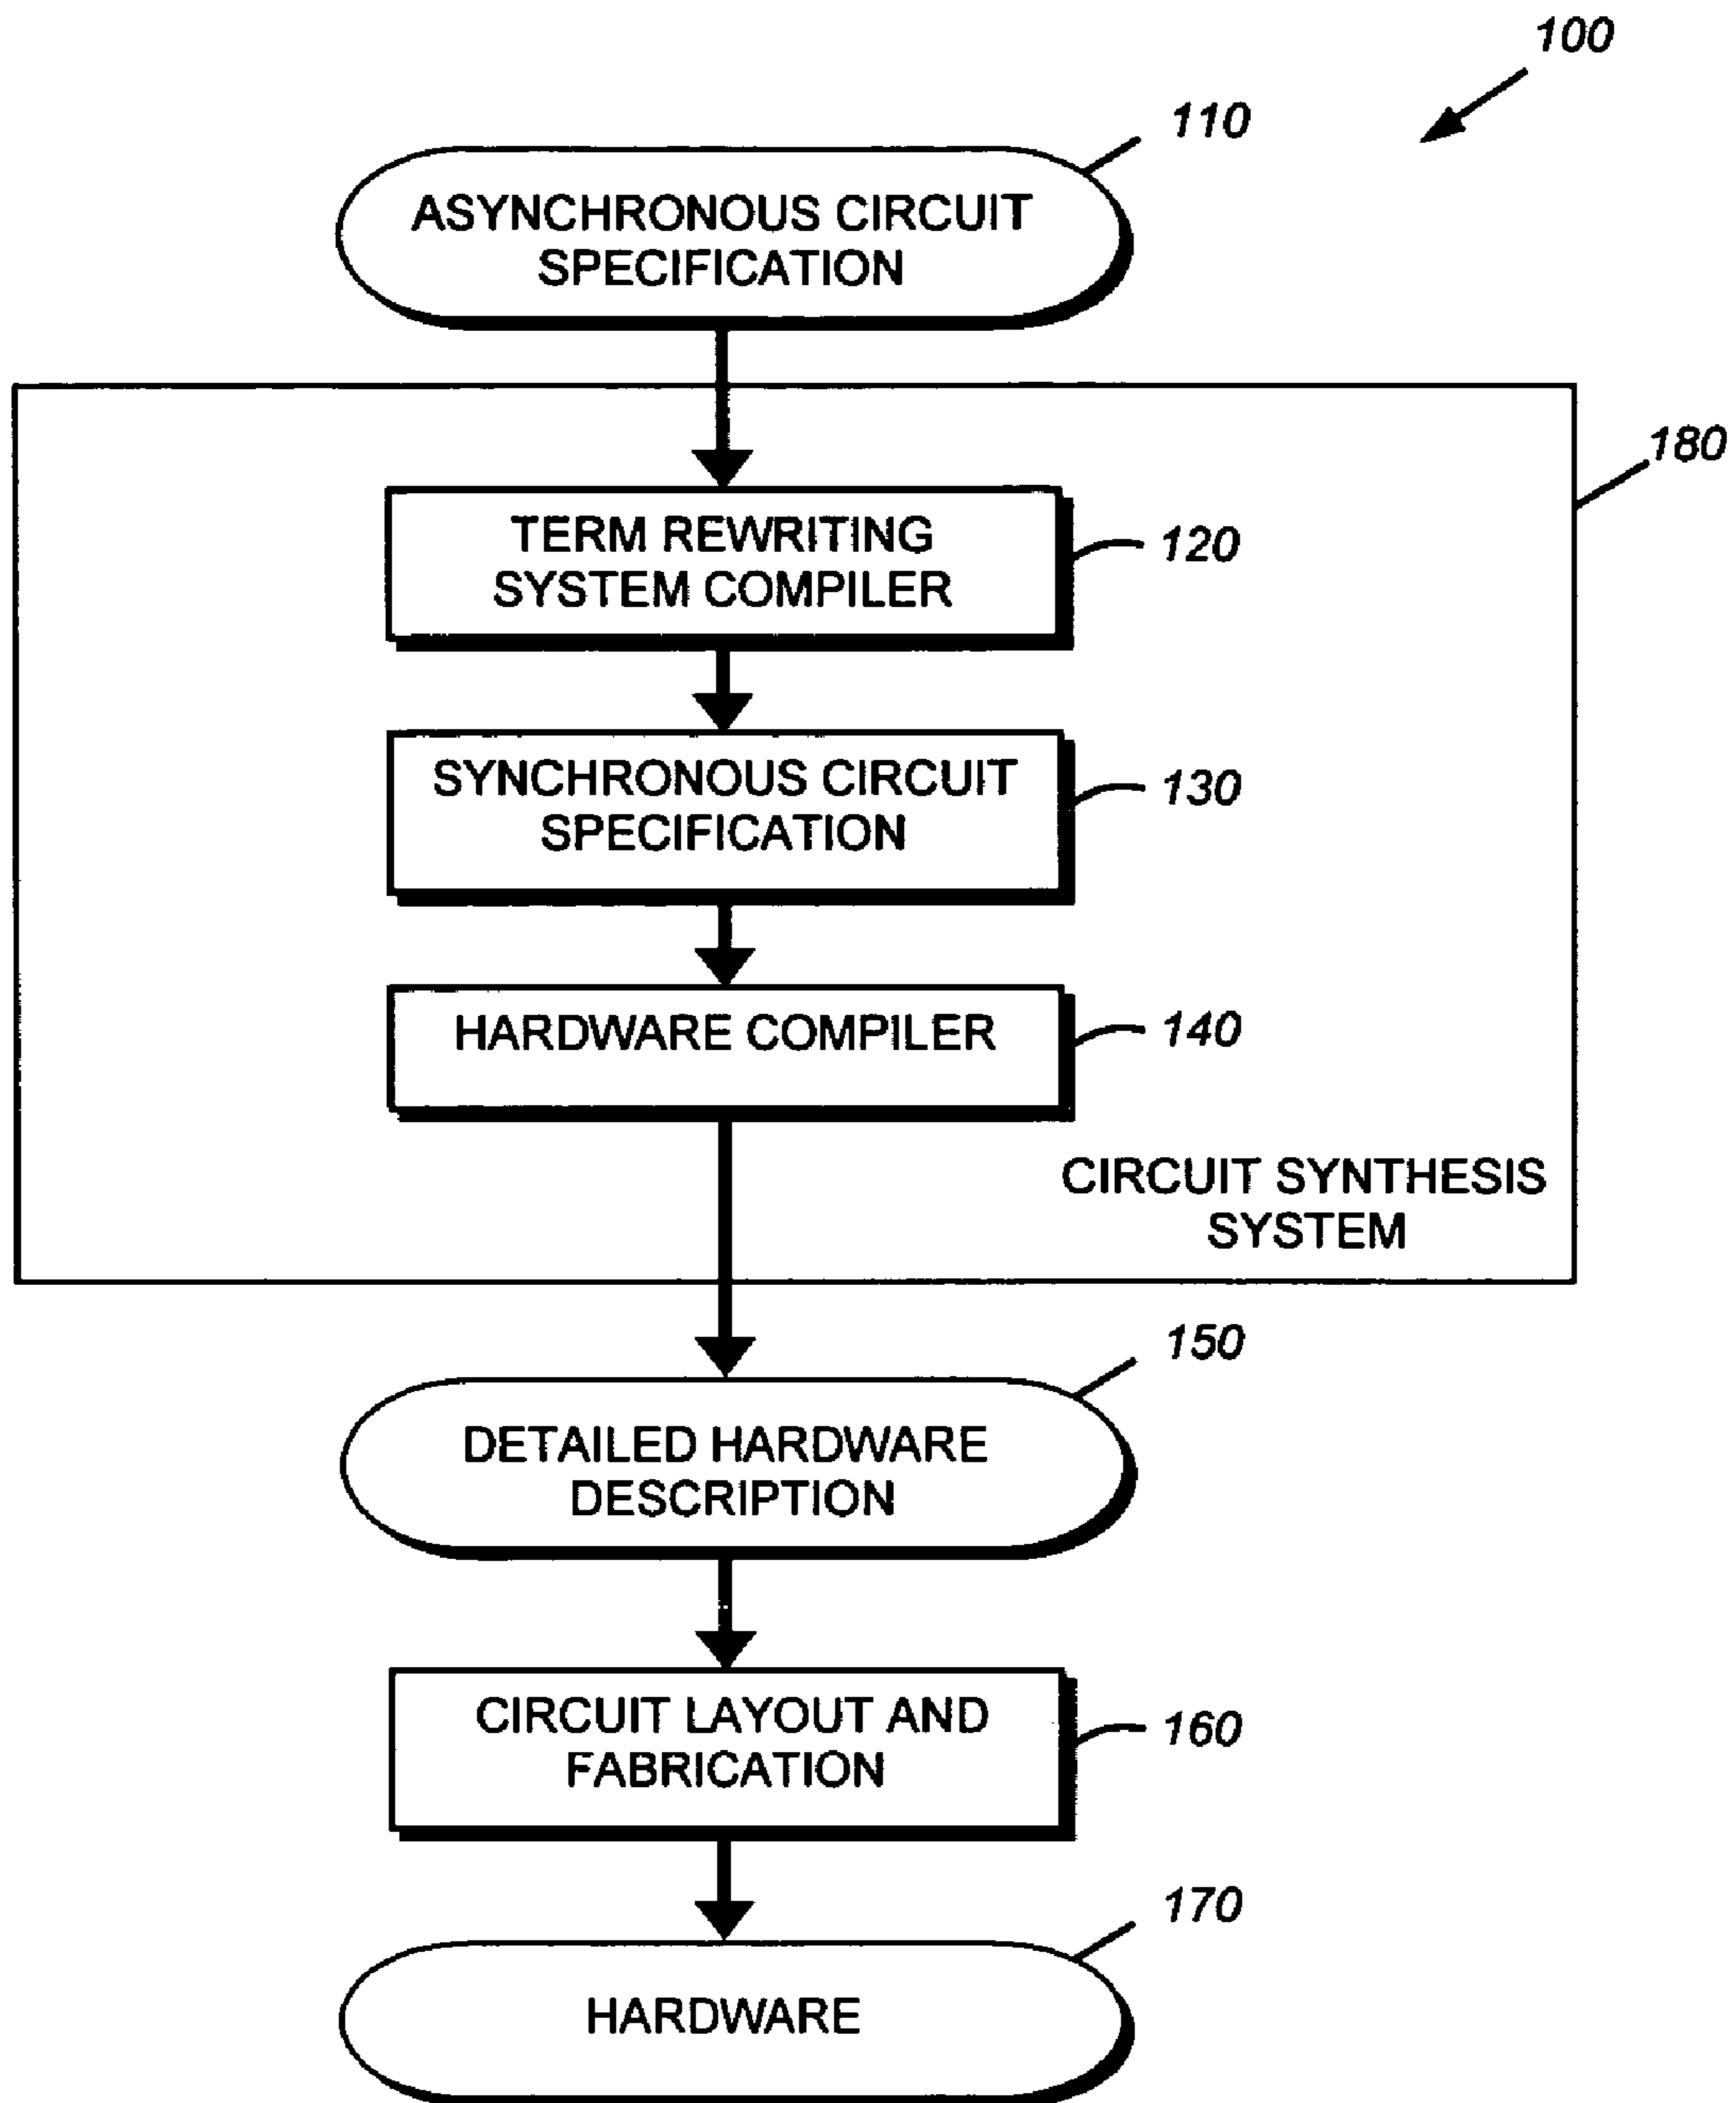 100
110
ASYNCHRONOUS CIRCUIT
SPECIFICATION
180
TERM REWRITING
SYSTEM COMPILER
120
SYNCHRONOUS CIRCUIT
SPECIFICATION
130
HARDWARE COMPILER
140
CIRCUIT SYNTHESIS
SYSTEM
150
DETAILED HARDWARE
DESCRIPTION
CIRCUIT LAYOUT AND
FABRICATION
160
170
HARDWARE